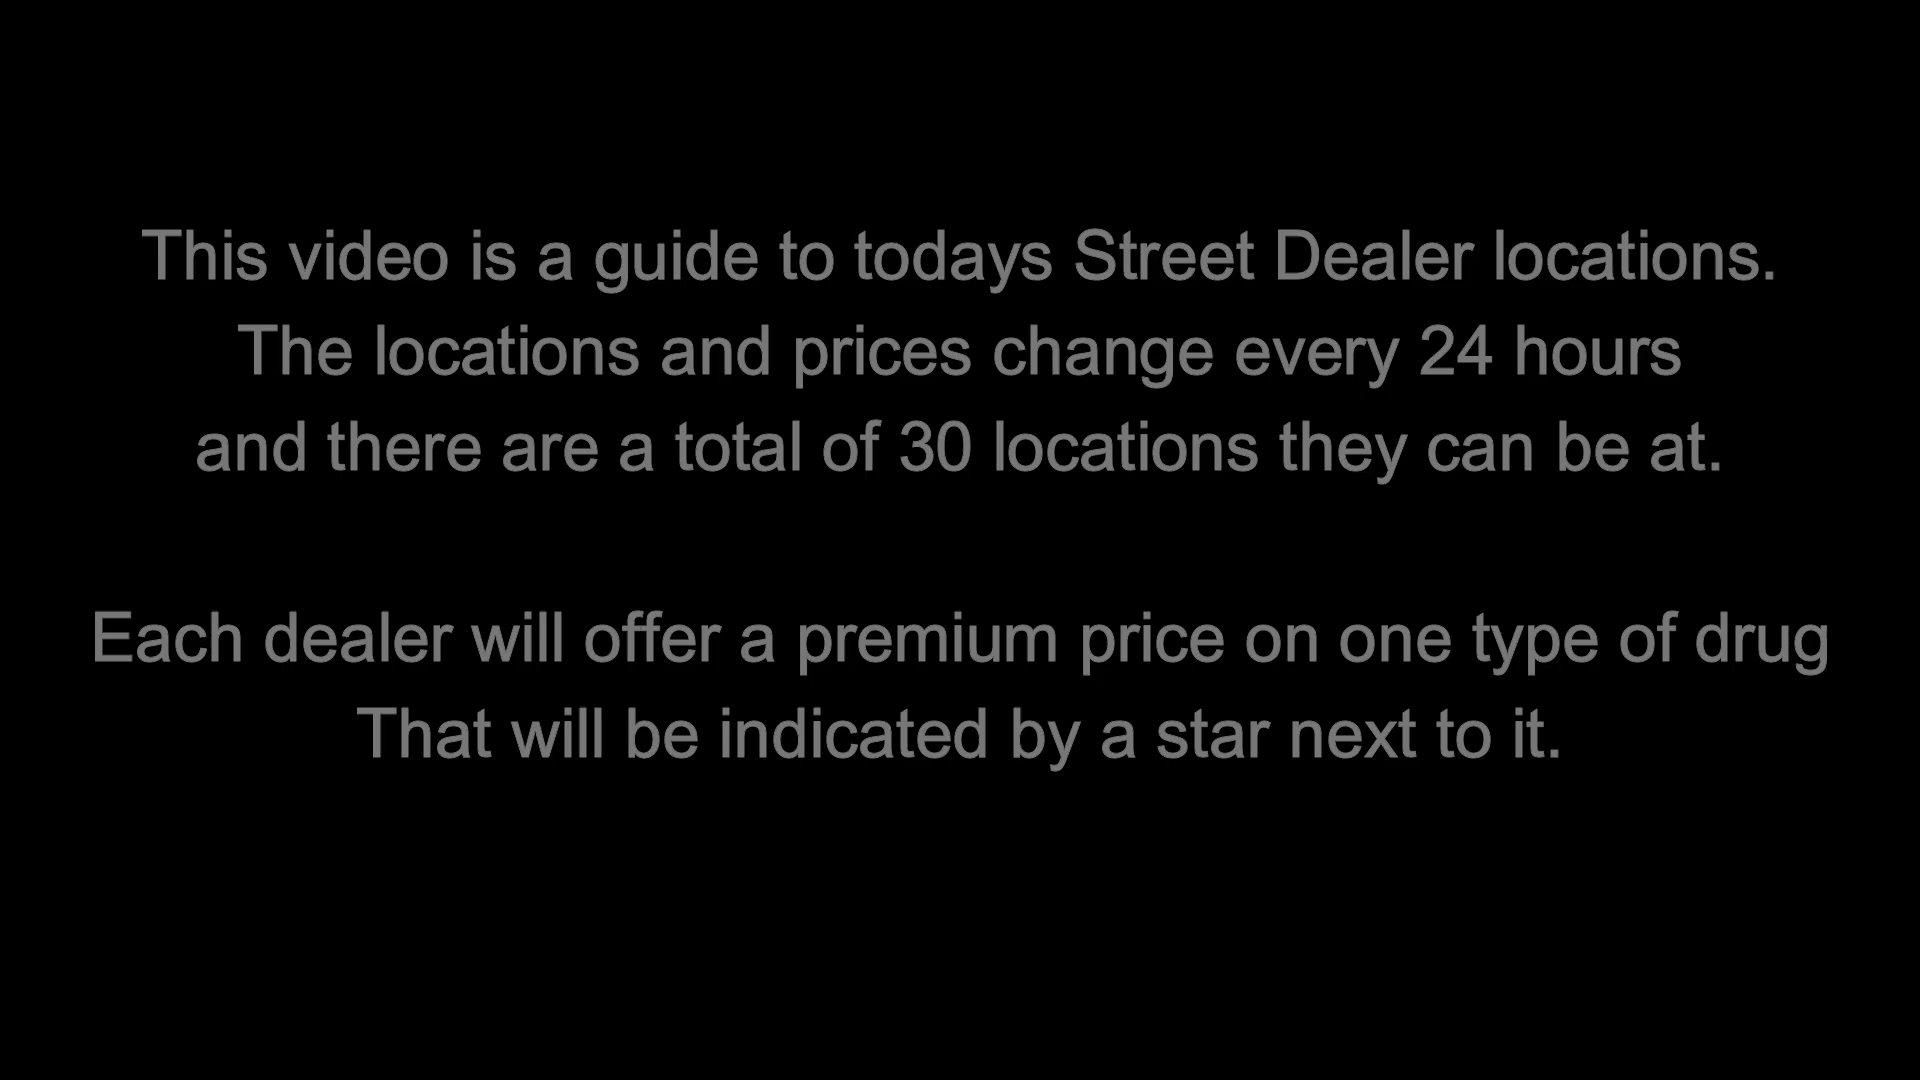 This video is a guide to todays Street Dealer locations.
The locations and prices change every 24 hours
and there are a total of 30 locations they can be at.
Each dealer will offer a premium price on one type of drug
That will be indicated by a star next to it.